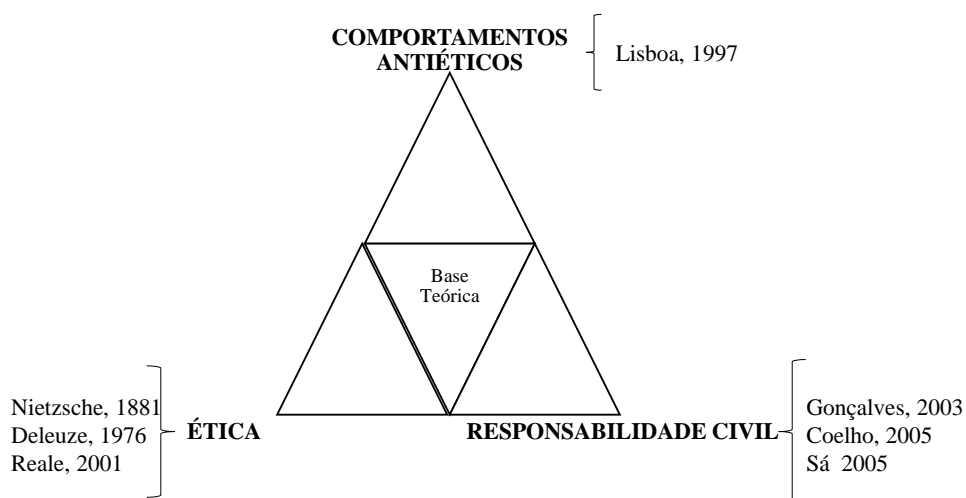 COMPORTAMENTOS
ANTIÉTICOS
Lisboa, 1997
Base
Teórica
Nietzsche, 1881
Deleuze, 1976
Reale, 2001
ÉTICA
RESPONSABILIDADE CIVIL
Gonçalves, 2003
Coelho, 2005
Sá 2005